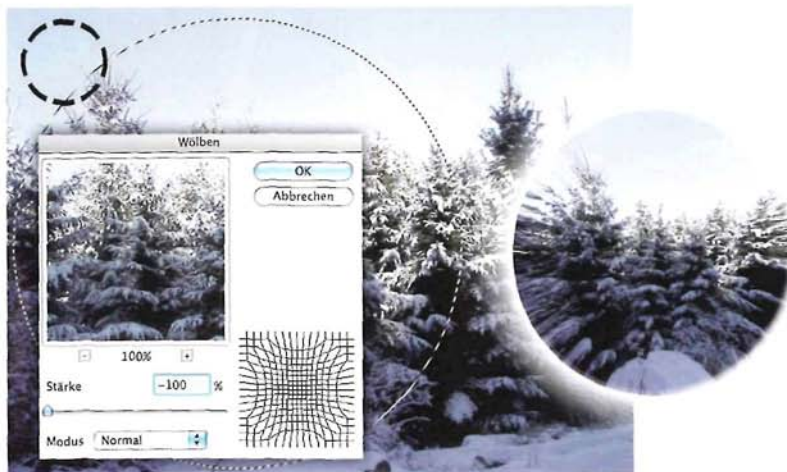 Wölben
OK
Abbrechen
- 100% +
Stärke -100 %
Modus Normal